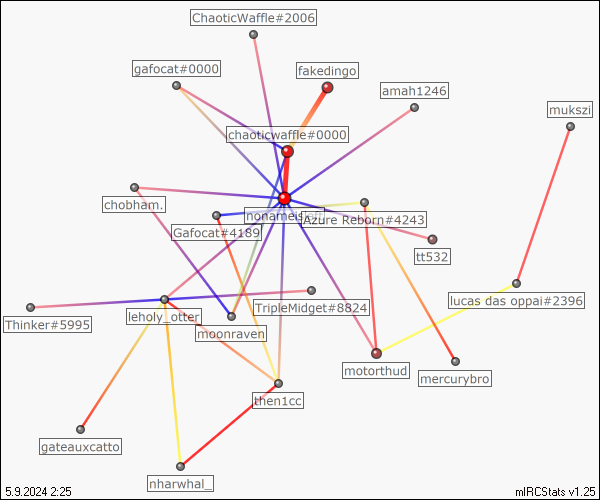 ChaoticWaffle#2006
gafocat#0000
fakedingo
amah1246
mukszi
chaoticwaffle#0000
chobham.
Azure Reborn#4243
Gafocat#4189
tt532
lucas das oppai#2396
TripleMidget#8824
Thinker#5995
leholy_otter
moonraven
motorthud
mercurybro
then1cc
gateauxcatto
nharwhal_
5.9.2024 2:25
mIRCStats v1.25